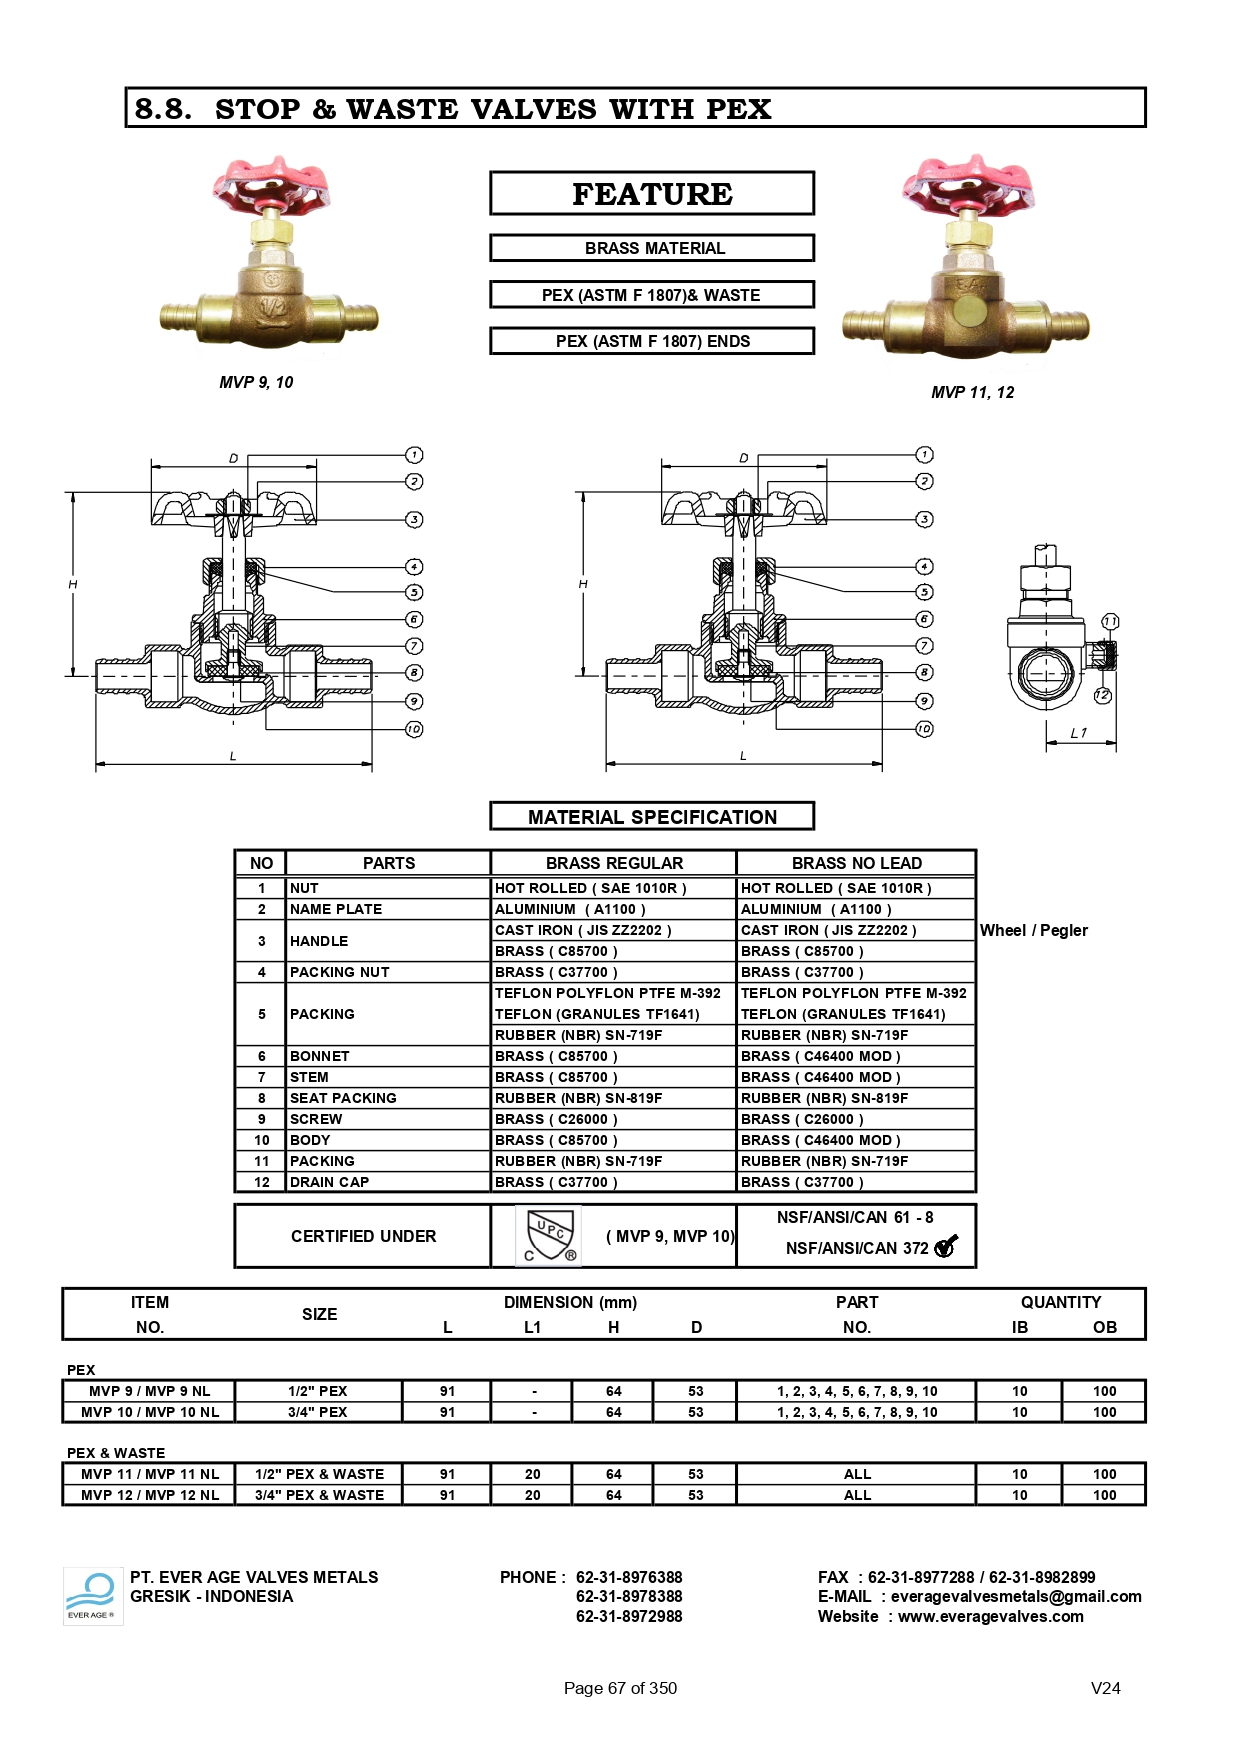 8.8. STOP & WASTE VALVES WITH PEX
FEATURE
BRASS MATERIAL
PEX (ASTM F 1807)& WASTE
PEX (ASTM F 1807) ENDS
1/2
MVP 9, 10
MVP 11, 12
D
H
L
1
2
3
4
5
6
7
8
9
10
D
H
L
1
2
3
4
5
6
7
8
9
10
11
12
L1
MATERIAL SPECIFICATION
NO PARTS BRASS REGULAR BRASS NO LEAD
1 NUT HOT ROLLED ( SAE 1010R ) HOT ROLLED ( SAE 1010R )
2 NAME PLATE ALUMINIUM ( A1100 ) ALUMINIUM ( A1100 )
3 HANDLE CAST IRON ( JIS ZZ2202 ) CAST IRON ( JIS ZZ2202 ) Wheel / Pegler
BRASS ( C85700 ) BRASS ( C85700 )
4 PACKING NUT BRASS ( C37700 ) BRASS ( C37700 )
TEFLON POLYFLON PTFE M-392 TEFLON POLYFLON PTFE M-392
5 PACKING TEFLON (GRANULES TF1641) TEFLON (GRANULES TF1641)
RUBBER (NBR) SN-719F RUBBER (NBR) SN-719F
6 BONNET BRASS ( C85700 ) BRASS ( C46400 MOD )
7 STEM BRASS ( C85700 ) BRASS ( C46400 MOD )
8 SEAT PACKING RUBBER (NBR) SN-819F RUBBER (NBR) SN-819F
9 SCREW BRASS ( C26000 ) BRASS ( C26000 )
10 BODY BRASS ( C85700 ) BRASS ( C46400 MOD )
11 PACKING RUBBER (NBR) SN-719F RUBBER (NBR) SN-719F
12 DRAIN CAP BRASS ( C37700 ) BRASS ( C37700 )
CERTIFIED UNDER UPC C ® ( MVP 9, MVP 10) NSF/ANSI/CAN 61 - 8
NSF/ANSI/CAN 372
ITEM SIZE DIMENSION (mm) PART QUANTITY
NO. L L1 H D NO. IB OB
PEX
MVP 9 / MVP 9 NL 1/2" PEX 91 - 64 53 1, 2, 3, 4, 5, 6, 7, 8, 9, 10 10 100
MVP 10 / MVP 10 NL 3/4" PEX 91 - 64 53 1, 2, 3, 4, 5, 6, 7, 8, 9, 10 10 100
PEX & WASTE
MVP 11 / MVP 11 NL 1/2" PEX & WASTE 91 20 64 53 ALL 10 100
MVP 12 / MVP 12 NL 3/4" PEX & WASTE 91 20 64 53 ALL 10 100
EVER AGE ®
PT. EVER AGE VALVES METALS PHONE : 62-31-8976388 FAX : 62-31-8977288 / 62-31-8982899
GRESIK - INDONESIA 62-31-8978388 E-MAIL : everagevalvesmetals@gmail.com
62-31-8972988 Website : www.everagevalves.com
Page 67 of 350 V24